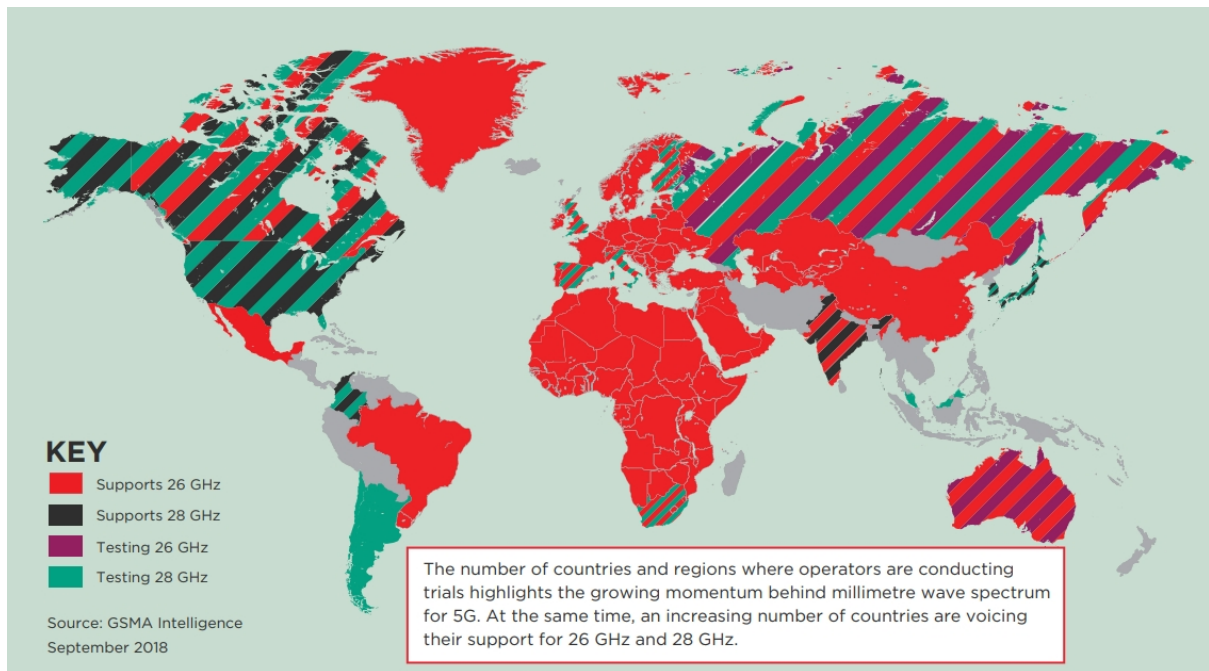 KEY
Supports 26 GHz
Supports 28 GHz
Testing 26 GHz
Testing 28 GHz
Source: GSMA Intelligence
September 2018
The number of countries and regions where operators are conducting
trials highlights the growing momentum behind millimetre wave spectrum
for 5G. At the same time, an increasing number of countries are voicing
their support for 26 GHz and 28 GHz.